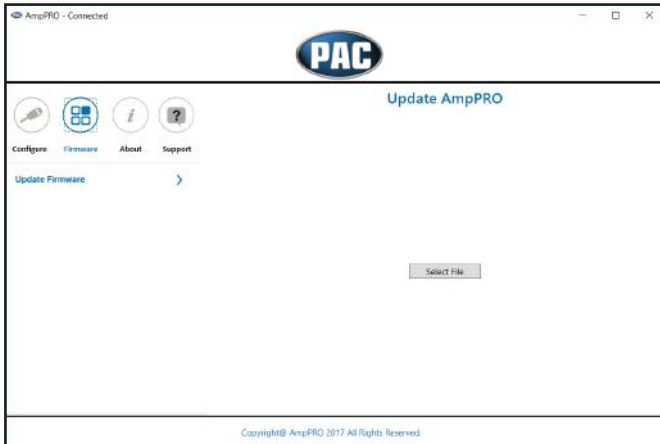 AmpPRO - Connected
PAC
Update AmpPRO
i
?
Configure Firmware About Support
Update Firmware
Select File
Copyright@ AmpPRO 2017 All Rights Reserved.